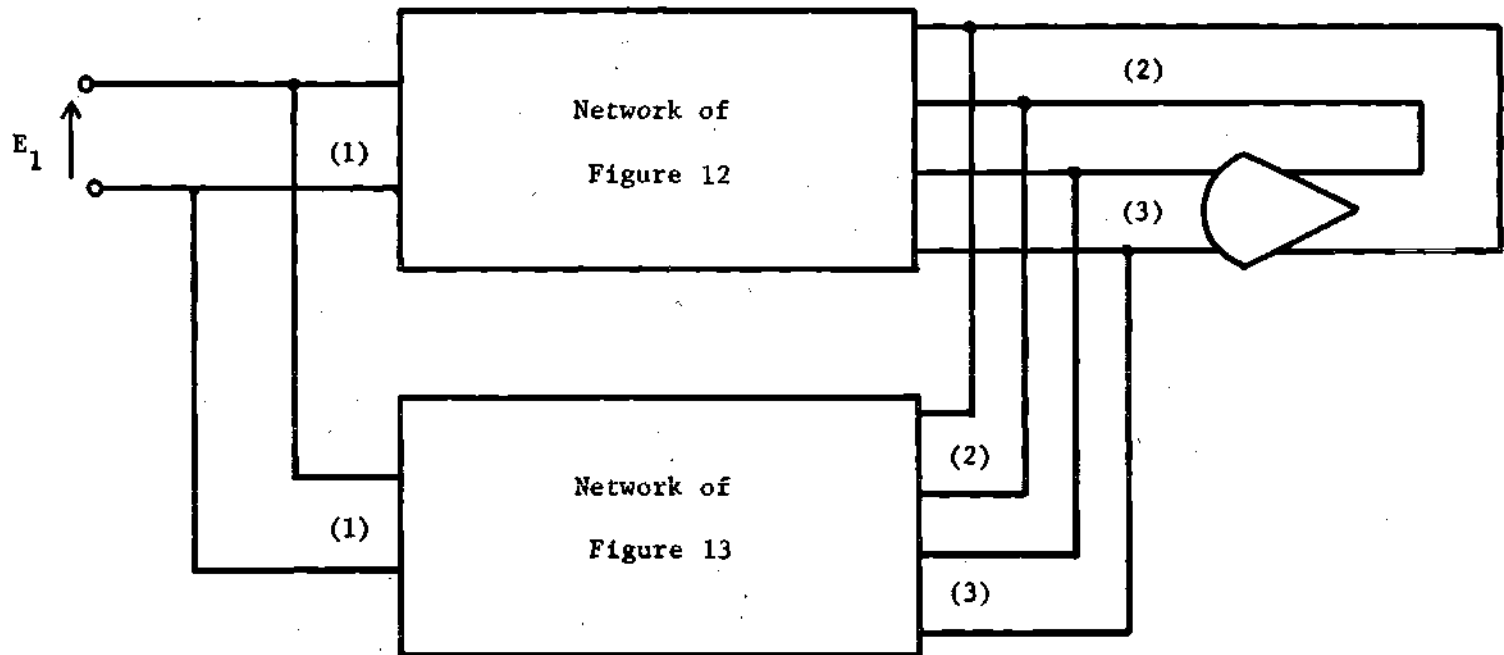 (2)
Network of
E1
(1)
Figure 12
(3)
(2)
Network of
(1)
Figure 13
(3)